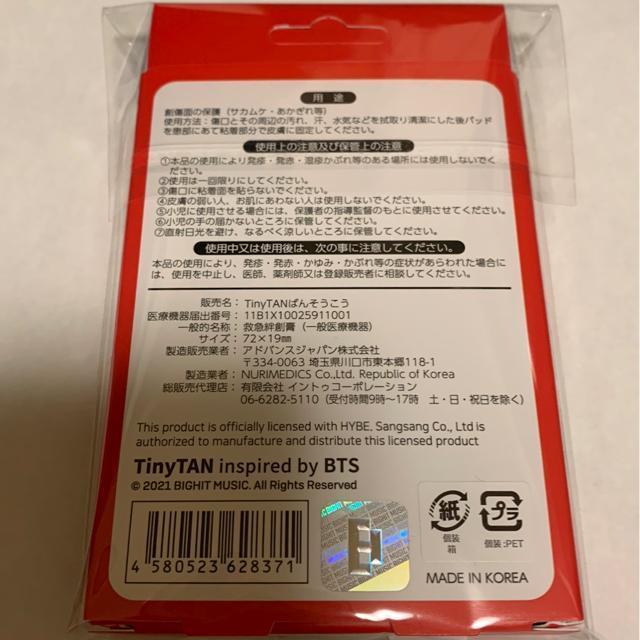 用 途
創傷面の保護(サカムケ・あかぎれ等)
使用方法:傷口とその周辺の汚れ、汗、水気などを拭取り清潔にした後パッド
を患部にあて粘着部分で皮膚に固定してください。
使用上の注意及び保管上の注意
①本品の使用により発疹・発赤・湿疹かぶれ等のある場所には使用しないでく
ださい。
②使用は一回限りにしてください。
③傷口に粘着面を貼らないでください。
④皮膚の弱い人、お肌にあわない人は使用しないでください。
⑤小児に使用させる場合には、保護者の指導監督のもとに使用させてください。
⑥小児の手の届かないところに保管してください。
⑦直射日光を避け、なるべく涼しいところに保管してください。
使用中又は使用後は、次の事に注意してください。
本品の使用により、発疹・発赤・かゆみ・かぶれ等の症状があらわれた場合に
は、使用を中止し、医師、薬剤師又は登録販売者に相談してください。
販売名:TinyTANばんそうこう
医療機器届出番号:11B1X10025911001
一般的名称:救急絆創膏(一般医療機器)
サイズ:72×19mm
製造販売業者:アドバンスジャパン株式会社
〒334-0063 埼玉県川口市東本郷118-1
製造業者:NURIMEDICS Co.,Ltd. Republic of Korea
総販売代理店:有限会社 イントゥコーポレーション
06-6282-5110(受付時間9時〜17時 土・日・祝日を除く)
This product is officially licensed with HYBE. Sangsang Co., Ltd is
authorized to manufacture and distribute this licensed product
TinyTAN inspired by BTS
© 2021 BIGHIT MUSIC. All Rights Reserved
紙 プラ
個装 箱 個装:PET
4 580523 628371
MADE IN KOREA